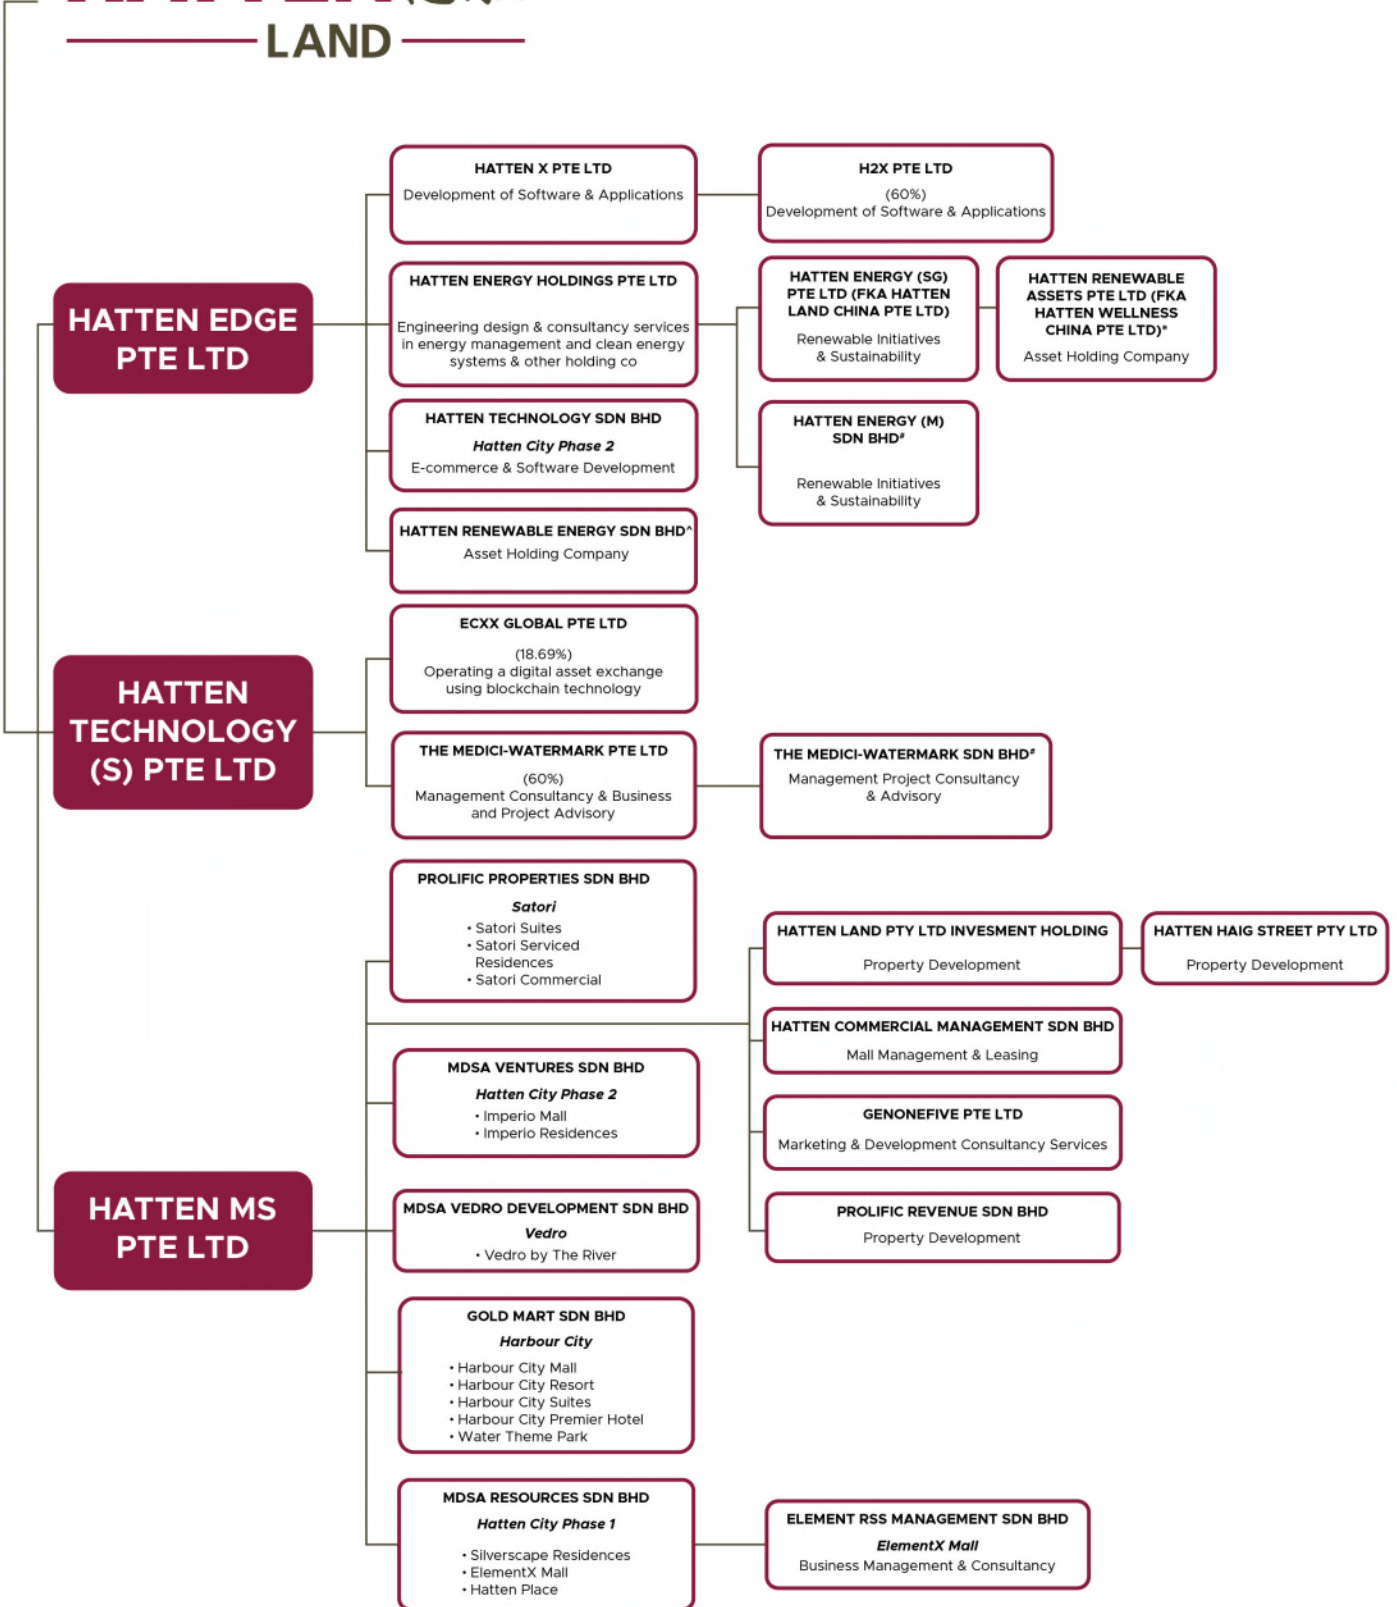 LAND
HATTEN EDGE
PTE LTD
HATTEN X PTE LTD
Development of Software & Applications
H2X PTE LTD
(60%)
Development of Software & Applications
HATTEN ENERGY HOLDINGS PTE LTD
Engineering design & consultancy services
in energy management and clean energy
systems & other holding co
HATTEN ENERGY (SG)
PTE LTD (FKA HATTEN
LAND CHINA PTE LTD)
Renewable Initiatives
& Sustainability
HATTEN RENEWABLE
ASSETS PTE LTD (FKA
HATTEN WELLNESS
CHINA PTE LTD)*
Asset Holding Company
HATTEN ENERGY (M)
SDN BHD#
Renewable Initiatives
& Sustainability
HATTEN TECHNOLOGY SDN BHD
Hatten City Phase 2
E-commerce & Software Development
HATTEN RENEWABLE ENERGY SDN BHD^
Asset Holding Company
HATTEN
TECHNOLOGY
(S) PTE LTD
ECXX GLOBAL PTE LTD
(18.69%)
Operating a digital asset exchange
using blockchain technology
THE MEDICI-WATERMARK PTE LTD
(60%)
Management Consultancy & Business
and Project Advisory
THE MEDICI-WATERMARK SDN BHD#
Management Project Consultancy
& Advisory
HATTEN MS
PTE LTD
PROLIFIC PROPERTIES SDN BHD
Satori
• Satori Suites
• Satori Serviced
Residences
• Satori Commercial
HATTEN LAND PTY LTD INVESMENT HOLDING
Property Development
HATTEN HAIG STREET PTY LTD
Property Development
HATTEN COMMERCIAL MANAGEMENT SDN BHD
Mall Management & Leasing
GENONEFIVE PTE LTD
Marketing & Development Consultancy Services
PROLIFIC REVENUE SDN BHD
Property Development
MDSA VENTURES SDN BHD
Hatten City Phase 2
• Imperio Mall
• Imperio Residences
MDSA VEDRO DEVELOPMENT SDN BHD
Vedro
• Vedro by The River
GOLD MART SDN BHD
Harbour City
• Harbour City Mall
• Harbour City Resort
• Harbour City Suites
• Harbour City Premier Hotel
• Water Theme Park
MDSA RESOURCES SDN BHD
Hatten City Phase 1
• Silverscape Residences
• ElementX Mall
• Hatten Place
ELEMENT RSS MANAGEMENT SDN BHD
ElementX Mall
Business Management & Consultancy